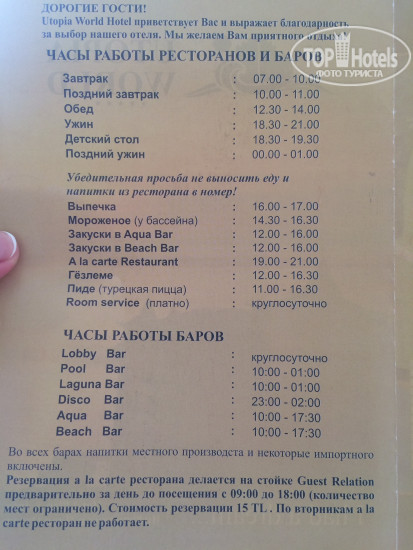 ДОРОГИЕ ГОСТИ!
Utopia World Hotel приветствует Вас и выражает благодарность
за выбор нашего отеля. Мы желаем Вам приятного отдыха!
TOP Hotels
ФОТО ТУРИСТА
ЧАСЫ РАБОТЫ РЕСТОРАНОВ И БАРОВ
Завтрак : 07.00 - 10.00
Поздний завтрак : 10.00 - 11.00
Обед : 12.30 - 14.00
Ужин : 18.30 - 21.00
Детский стол : 18.30 - 19.30
Поздний ужин : 00.00 - 01.00
Убедительная просьба не выносить еду и
напитки из ресторана в номер!
Выпечка : 16.00 - 17.00
Мороженое (у бассейна) : 14.30 - 16.30
Закуски в Aqua Bar : 12.00 - 16.00
Закуски в Beach Bar : 12.00 - 16.00
A la carte Restaurant : 19.00 - 21.00
Гёзлеме : 12.00 - 16.30
Пиде (турецкая пицца) : 11.00 - 16.30
Room service (платно) : круглосуточно
ЧАСЫ РАБОТЫ БАРОВ
Lobby Bar : круглосуточно
Pool Bar : 10:00 - 01:00
Laguna Bar : 10:00 - 01:00
Disco Bar : 23:00 - 02:00
Aqua Bar : 10:00 - 17:30
Beach Bar : 10:00 - 17:30
Во всех барах напитки местного производста и некоторые импортного
включены.
Резервация a la carte ресторана делается на стойке Guest Relation
предварительно за день до посещения с 09:00 до 18:00 (количество
мест ограничено). Стоимость резервации 15 TL . По вторникам a la
carte ресторан не работает.